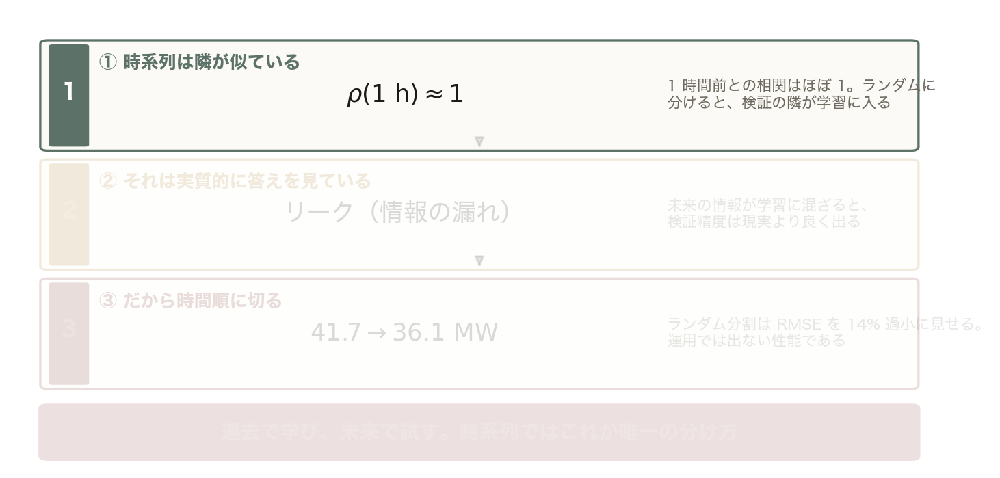 1
① 時系列は隣が似ている
ρ(1 h) ≈ 1
1 時間前との相関はほぼ 1。ランダムに
分けると、検証の隣が学習に入る
2
② それは実質的に答えを見ている
リーク（情報の漏れ）
未来の情報が学習に混ざると、
検証精度は現実より良く出る
3
③ だから時間順に切る
41.7 → 36.1 MW
ランダム分割は RMSE を 14% 過小に見せる。
運用では出ない性能である
過去で学び、未来で試す。時系列ではこれが唯一の分け方